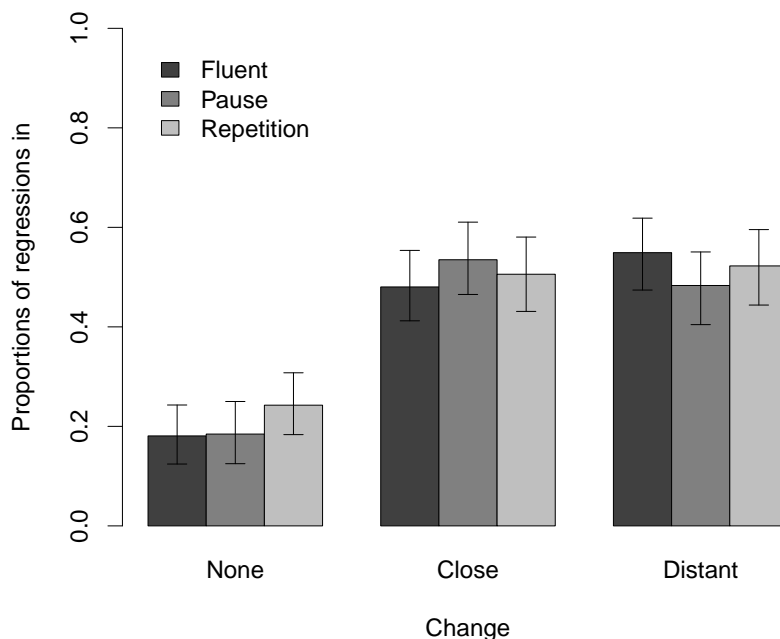 1.0
0.8
0.6
0.4
0.2
0.0
Proportions of regressions in
Fluent
Pause
Repetition
None Close Distant
Change